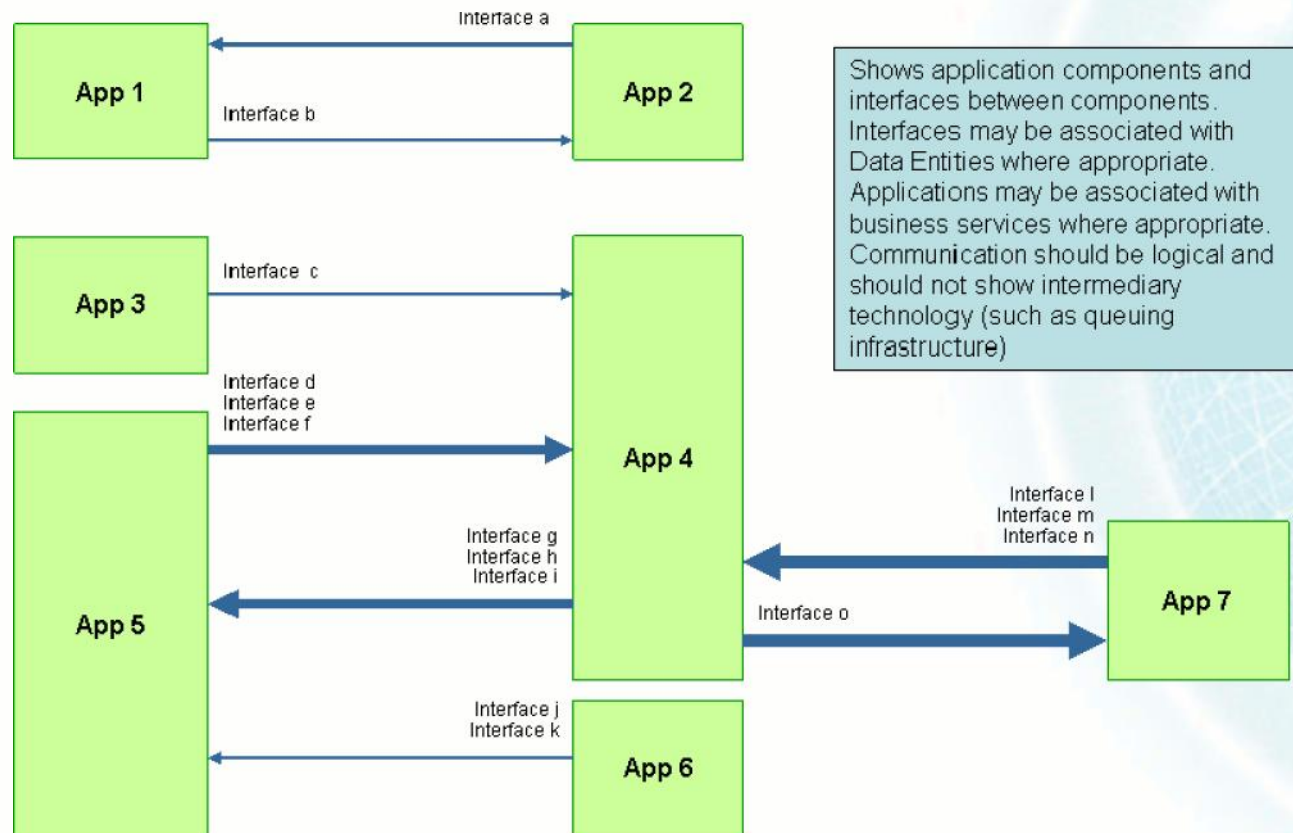 Interface a
App 1
App 2
Interface b
Shows application components and
interfaces between components.
Interfaces may be associated with
Data Entities where appropriate.
Applications may be associated with
business services where appropriate.
Communication should be logical and
should not show intermediary
technology (such as queuing
infrastructure)
App 3
Interface c
Interface d
Interface e
Interface f
App 4
Interface l
Interface m
Interface n
Interface g
Interface h
Interface i
App 5
App 7
Interface o
Interface j
Interface k
App 6